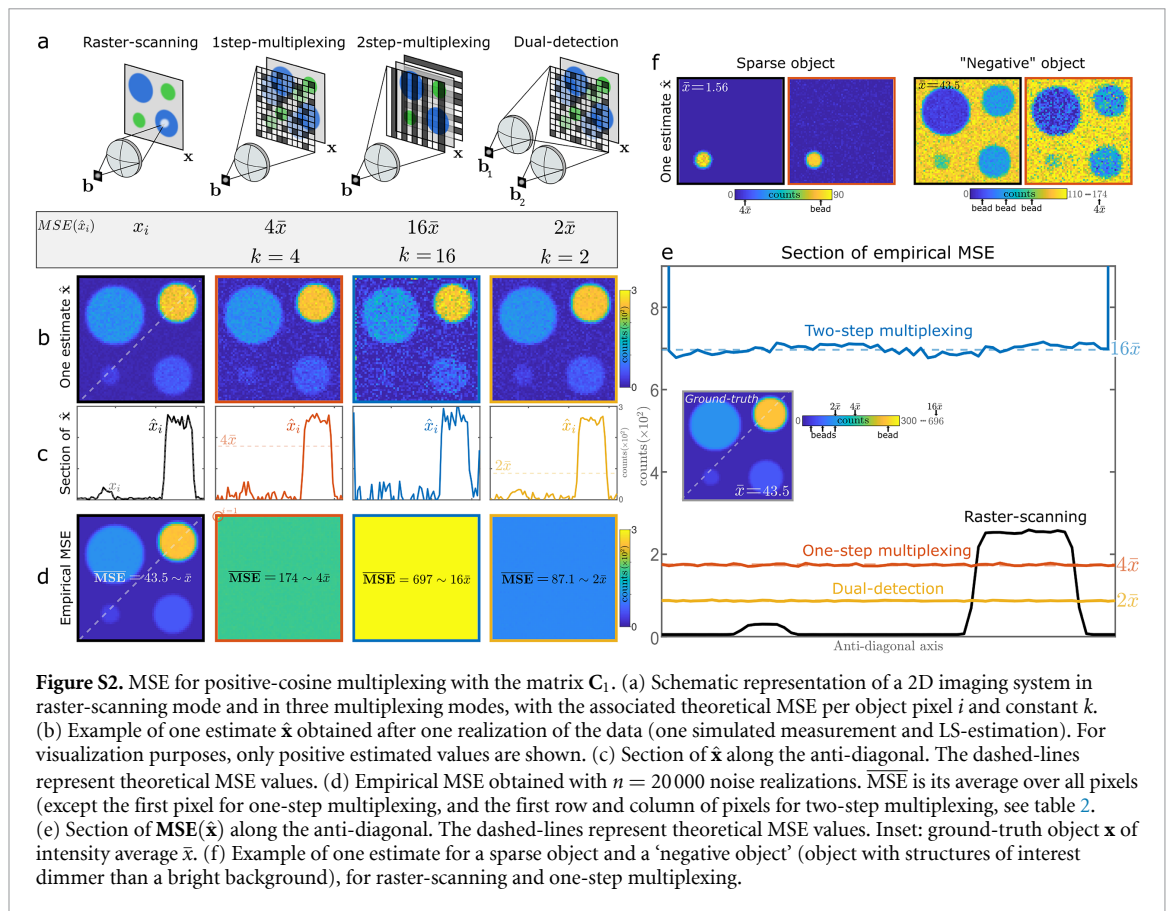 a
Raster-scanning
1step-multiplexing
2step-multiplexing
Dual-detection
x
b
x
b
x
b
x
b₁
b₂
MSE(x̂ᵢ)
xᵢ
4x̄
16x̄
2x̄
k = 4
k = 16
k = 2
b
One estimate x̂
3
counts(×10²)
0
c
Section of x̂
x̂ᵢ
xᵢ
4x̄
x̂ᵢ
x̂ᵢ
2x̄
x̂ᵢ
3
counts(×10²)
0
d
Empirical MSE
i=1
MSE = 43.5 ∼ x̄
MSE = 174 ∼ 4x̄
MSE = 697 ∼ 16x̄
MSE = 87.1 ∼ 2x̄
3
counts(×10²)
0
f
Sparse object
"Negative" object
One estimate x̂
x̄=1.56
x̄=43.5
0 counts 90
4x̄ bead
0 counts 110 – 174
bead bead bead 4x̄
e
Section of empirical MSE
8
6
4
2
0
counts(×10²)
Two-step multiplexing
16x̄
Ground-truth
x̄=43.5
2x̄ 4x̄ 16x̄
0 counts 300 – 696
beads bead
Raster-scanning
One-step multiplexing
4x̄
Dual-detection
2x̄
Anti-diagonal axis
Figure S2. MSE for positive-cosine multiplexing with the matrix C₁. (a) Schematic representation of a 2D imaging system in
raster-scanning mode and in three multiplexing modes, with the associated theoretical MSE per object pixel i and constant k.
(b) Example of one estimate x̂ obtained after one realization of the data (one simulated measurement and LS-estimation). For
visualization purposes, only positive estimated values are shown. (c) Section of x̂ along the anti-diagonal. The dashed-lines
represent theoretical MSE values. (d) Empirical MSE obtained with n = 20 000 noise realizations. M̅S̅E̅ is its average over all pixels
(except the first pixel for one-step multiplexing, and the first row and column of pixels for two-step multiplexing, see table 2.
(e) Section of MSE(x̂) along the anti-diagonal. The dashed-lines represent theoretical MSE values. Inset: ground-truth object x of
intensity average x̄. (f) Example of one estimate for a sparse object and a ‘negative object’ (object with structures of interest
dimmer than a bright background), for raster-scanning and one-step multiplexing.